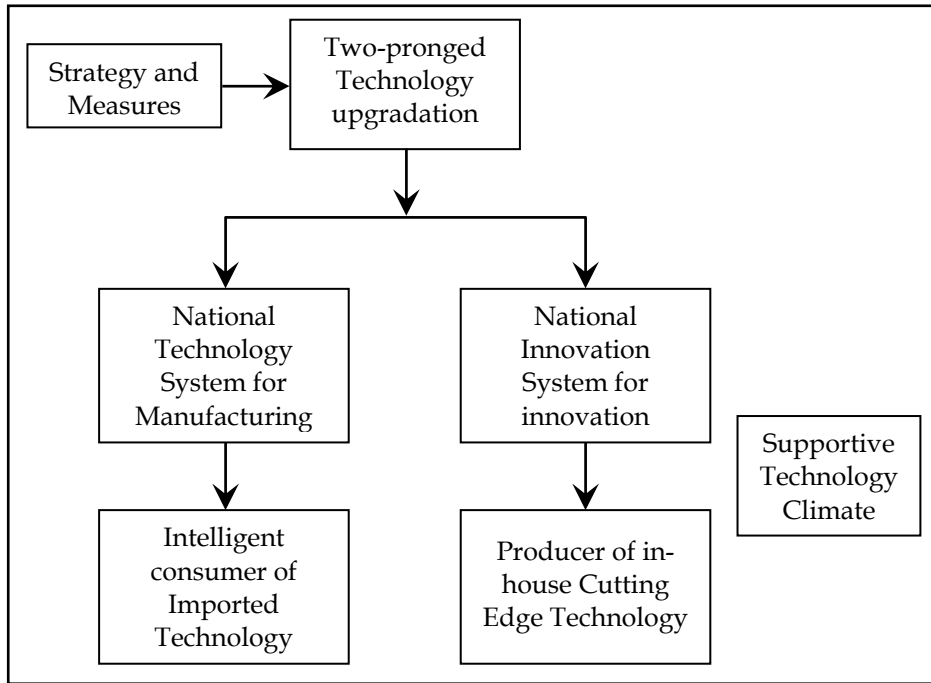 Strategy and
Measures
Two-pronged
Technology
upgradation
National
Technology
System for
Manufacturing
National
Innovation
System for
innovation
Supportive
Technology
Climate
Intelligent
consumer of
Imported
Technology
Producer of in-
house Cutting
Edge Technology